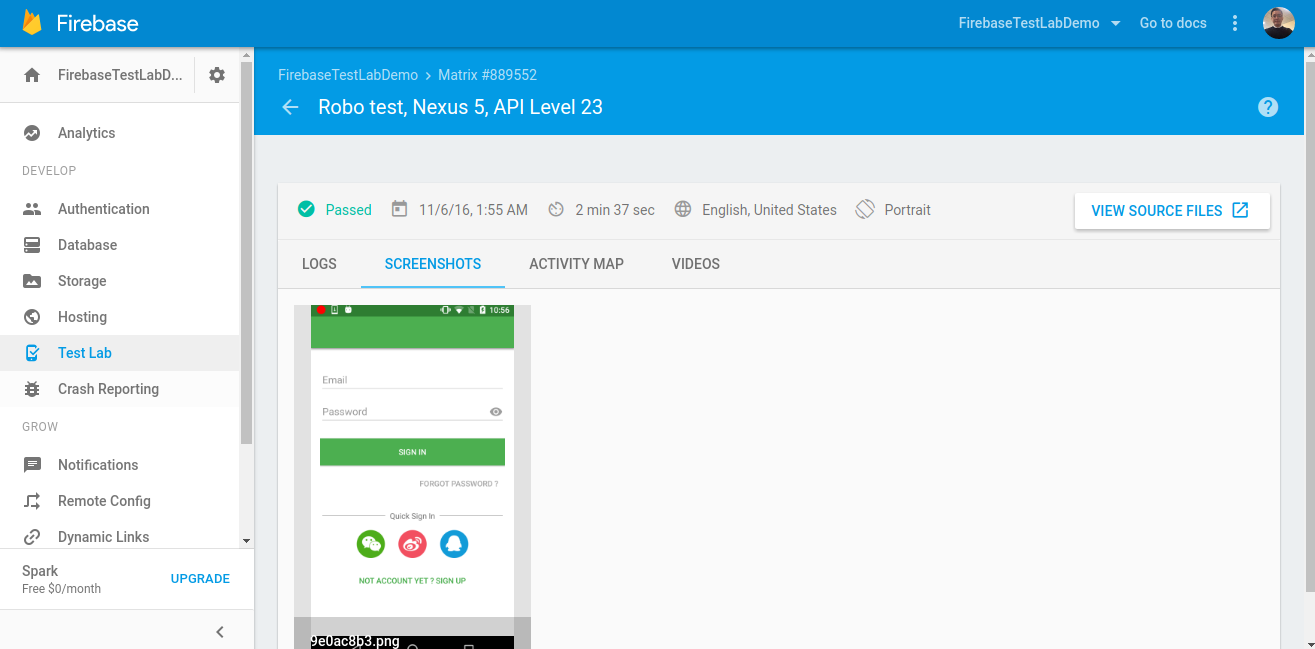 Firebase
FirebaseTestLabDemo
Go to docs
FirebaseTestLabD...
Analytics
DEVELOP
Authentication
Database
Storage
Hosting
Test Lab
Crash Reporting
GROW
Notifications
Remote Config
Dynamic Links
Spark
Free $0/month
UPGRADE
FirebaseTestLabDemo > Matrix #889552
Robo test, Nexus 5, API Level 23
Passed 11/6/16, 1:55 AM 2 min 37 sec English, United States Portrait
VIEW SOURCE FILES
LOGS SCREENSHOTS ACTIVITY MAP VIDEOS
10:56
Email
Password
SIGN IN
FORGOT PASSWORD ?
Quick Sign In
NOT ACCOUNT YET ? SIGN UP
9e0ac8b3.png